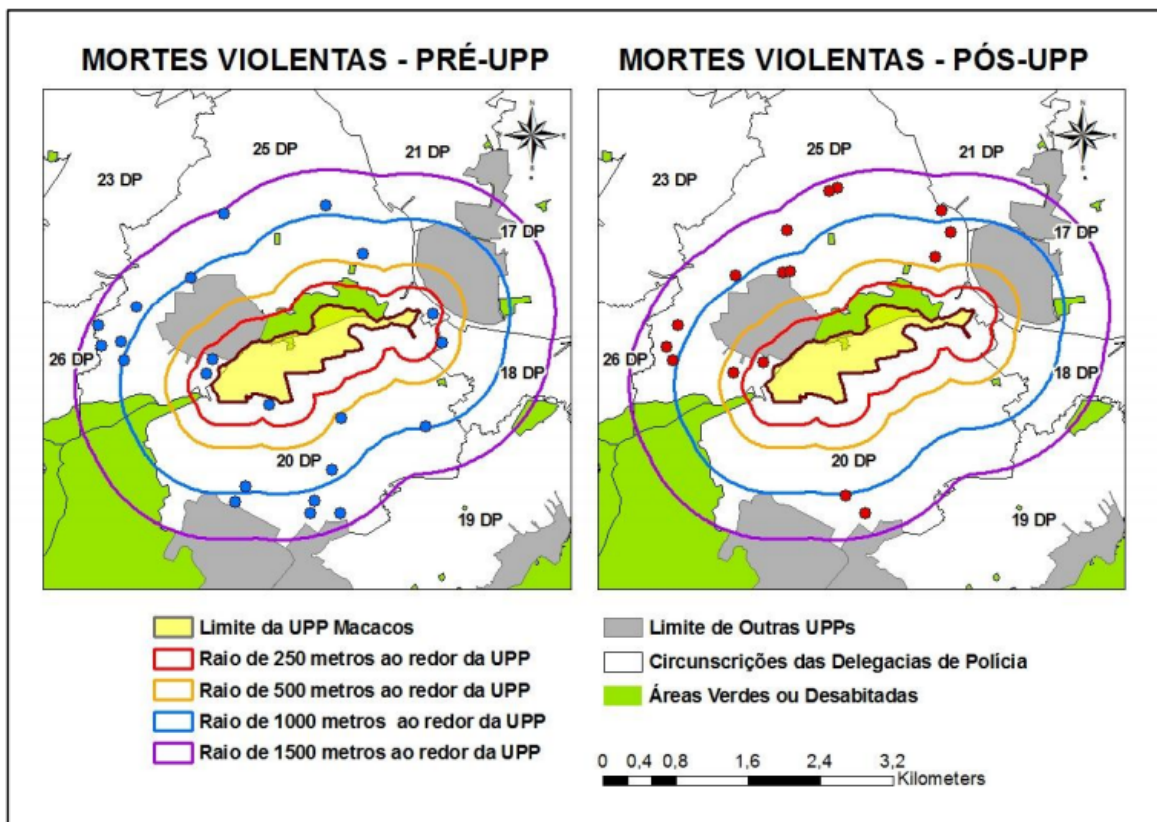 MORTES VIOLENTAS - PRÉ-UPP
MORTES VIOLENTAS - PÓS-UPP
N
25 DP
21 DP
23 DP
17 DP
26 DP
18 DP
20 DP
19 DP
N
25 DP
21 DP
23 DP
17 DP
26 DP
18 DP
20 DP
19 DP
Limite da UPP Macacos
Raio de 250 metros ao redor da UPP
Raio de 500 metros ao redor da UPP
Raio de 1000 metros ao redor da UPP
Raio de 1500 metros ao redor da UPP
Limite de Outras UPPs
Circunscrições das Delegacias de Polícia
Áreas Verdes ou Desabitadas
0 0,4 0,8 1,6 2,4 3,2
Kilometers